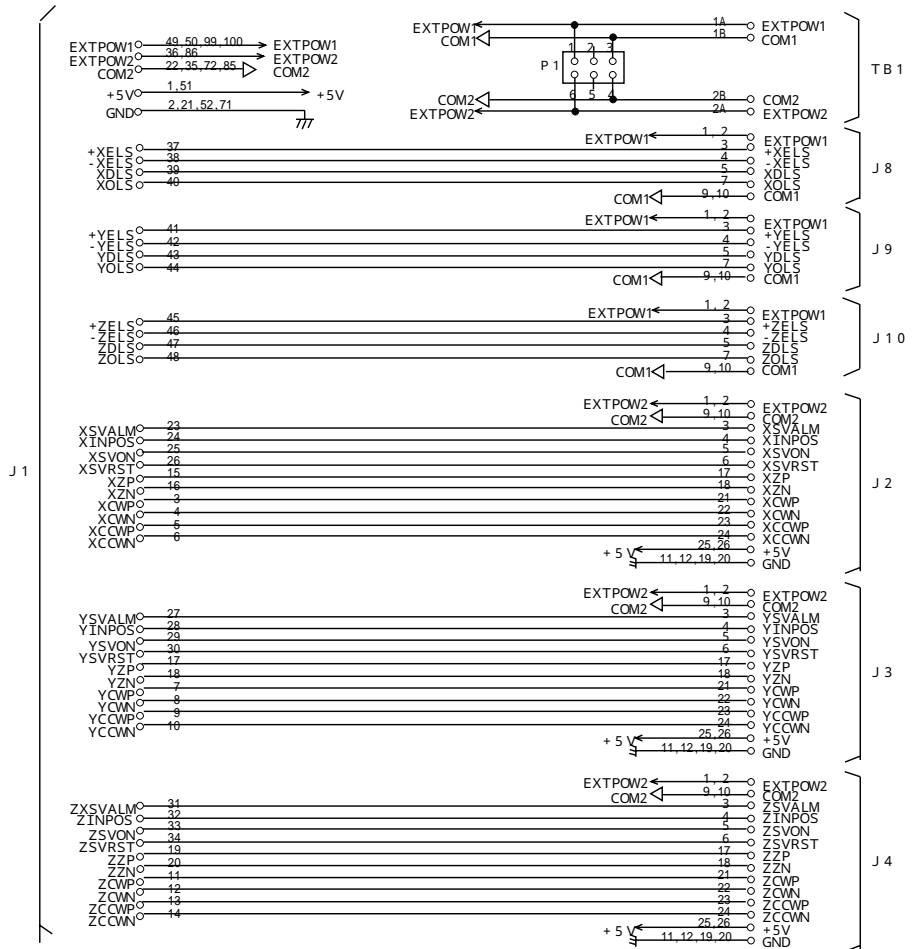 J1
EXTPOW1 49,50,99,100 EXTPOW1
EXTPOW2 36,86 EXTPOW2
COM2 22,35,72,85 COM2
+5V 1,51 +5V
GND 2,21,52,71
EXTPOW1 1A EXTPOW1
COM1 1B COM1
1 2 3
P1
6 5 4
COM2 2B COM2
EXTPOW2 2A EXTPOW2
TB1
EXTPOW1 1, 2 EXTPOW1
+XELS 37 3 +XELS
-XELS 38 4 -XELS
XDLS 39 5 XDLS
XOLS 40 7 XOLS
COM1 9,10 COM1
J8
EXTPOW1 1, 2 EXTPOW1
+YELS 41 3 +YELS
-YELS 42 4 -YELS
YDLS 43 5 YDLS
YOLS 44 7 YOLS
COM1 9,10 COM1
J9
EXTPOW1 1, 2 EXTPOW1
+ZELS 45 3 +ZELS
-ZELS 46 4 -ZELS
ZDLS 47 5 ZDLS
ZOLS 48 7 ZOLS
COM1 9,10 COM1
J10
EXTPOW2 1, 2 EXTPOW2
COM2 9,10 COM2
XSVALM 23 3 XSVALM
XINPOS 24 4 XINPOS
XSVON 25 5 XSVON
XSVRST 26 6 XSVRST
XZP 15 17 XZP
XZN 16 18 XZN
XCWP 3 21 XCWP
XCWN 4 22 XCWN
XCCWP 5 23 XCCWP
XCCWN 6 24 XCCWN
+5V 25,26 +5V
11,12,19,20 GND
J2
EXTPOW2 1, 2 EXTPOW2
COM2 9,10 COM2
YSVALM 27 3 YSVALM
YINPOS 28 4 YINPOS
YSVON 29 5 YSVON
YSVRST 30 6 YSVRST
YZP 17 17 YZP
YZN 18 18 YZN
YCWP 7 21 YCWP
YCWN 8 22 YCWN
YCCWP 9 23 YCCWP
YCCWN 10 24 YCCWN
+5V 25,26 +5V
11,12,19,20 GND
J3
EXTPOW2 1, 2 EXTPOW2
COM2 9,10 COM2
ZXSVALM 31 3 ZSVALM
ZINPOS 32 4 ZINPOS
ZSVON 33 5 ZSVON
ZSVRST 34 6 ZSVRST
ZZP 19 17 ZZP
ZZN 20 18 ZZN
ZCWP 11 21 ZCWP
ZCWN 12 22 ZCWN
ZCCWP 13 23 ZCCWP
ZCCWN 14 24 ZCCWN
+5V 25,26 +5V
11,12,19,20 GND
J4